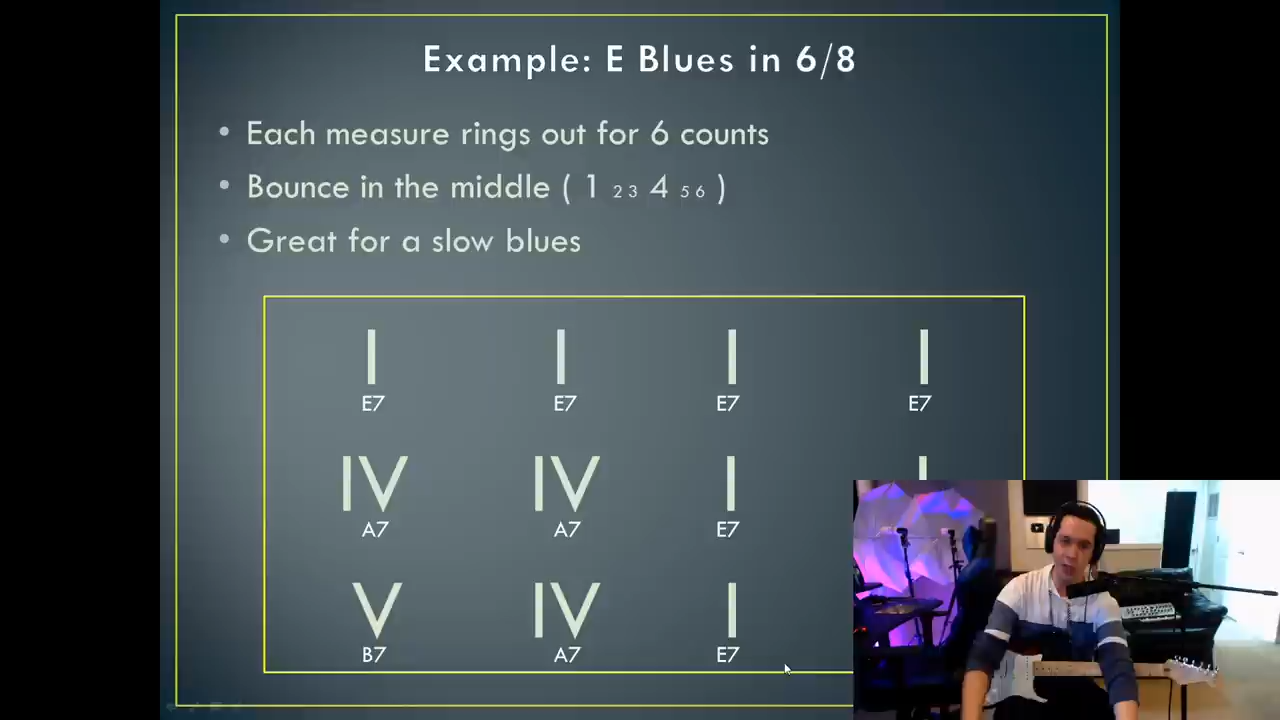 Example: E Blues in 6/8
• Each measure rings out for 6 counts
• Bounce in the middle ( 1 2 3 4 5 6 )
• Great for a slow blues
I I I I
E7 E7 E7 E7
IV IV I I
A7 A7 E7
V IV I
B7 A7 E7